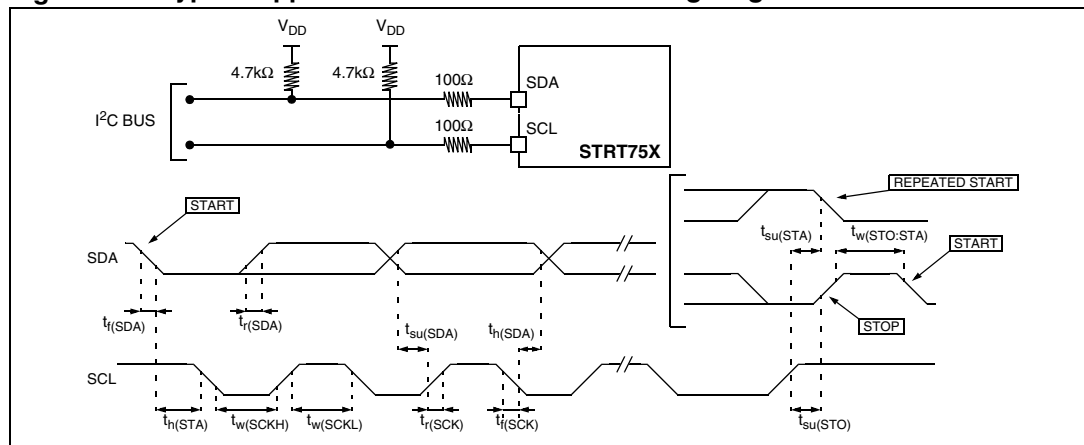 V_DD V_DD
4.7kΩ 4.7kΩ 100Ω SDA
I²C BUS
100Ω SCL
STRT75X
REPEATED START
START
t_su(STA) t_w(STO:STA) START
SDA
t_f(SDA) t_r(SDA) t_su(SDA) t_h(SDA) STOP
SCL
t_h(STA) t_w(SCKH) t_w(SCKL) t_r(SCK) t_f(SCK) t_su(STO)